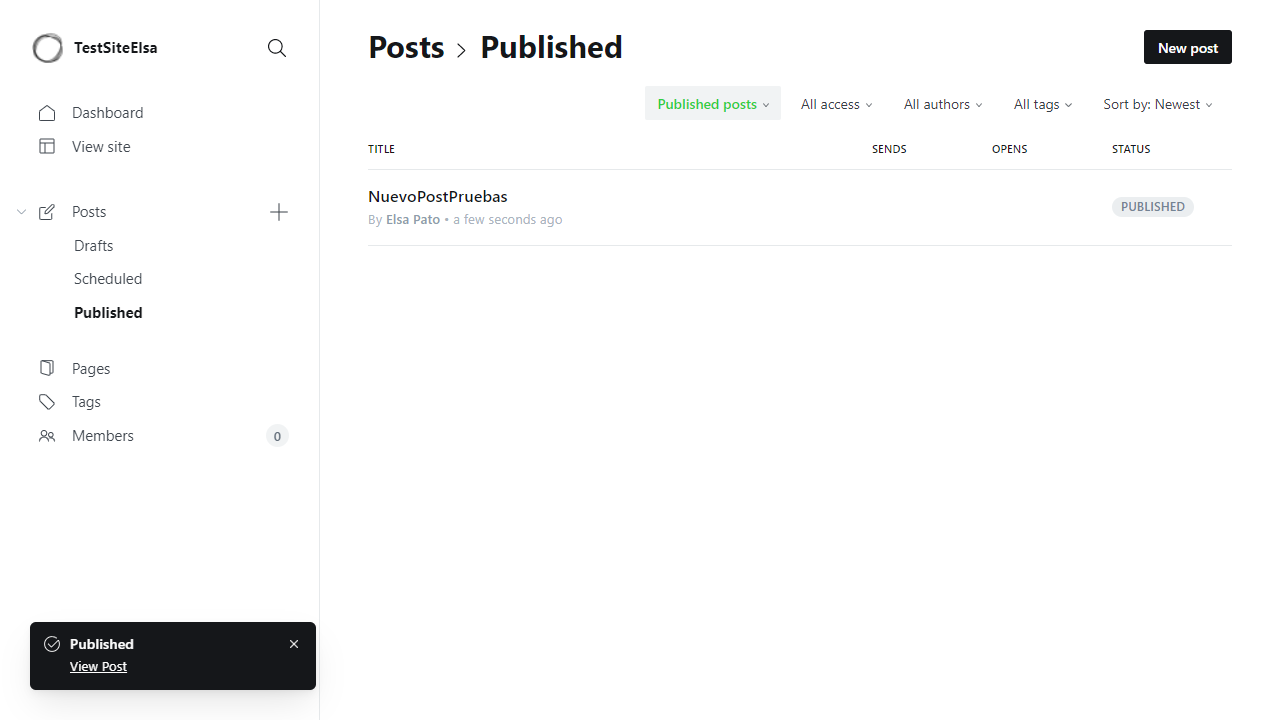 TestSiteElsa
Dashboard
View site
Posts
Drafts
Scheduled
Published
Pages
Tags
Members 0
Published
View Post
Posts > Published
New post
Published posts All access All authors All tags Sort by: Newest
TITLE SENDS OPENS STATUS
NuevoPostPruebas
By Elsa Pato • a few seconds ago
PUBLISHED